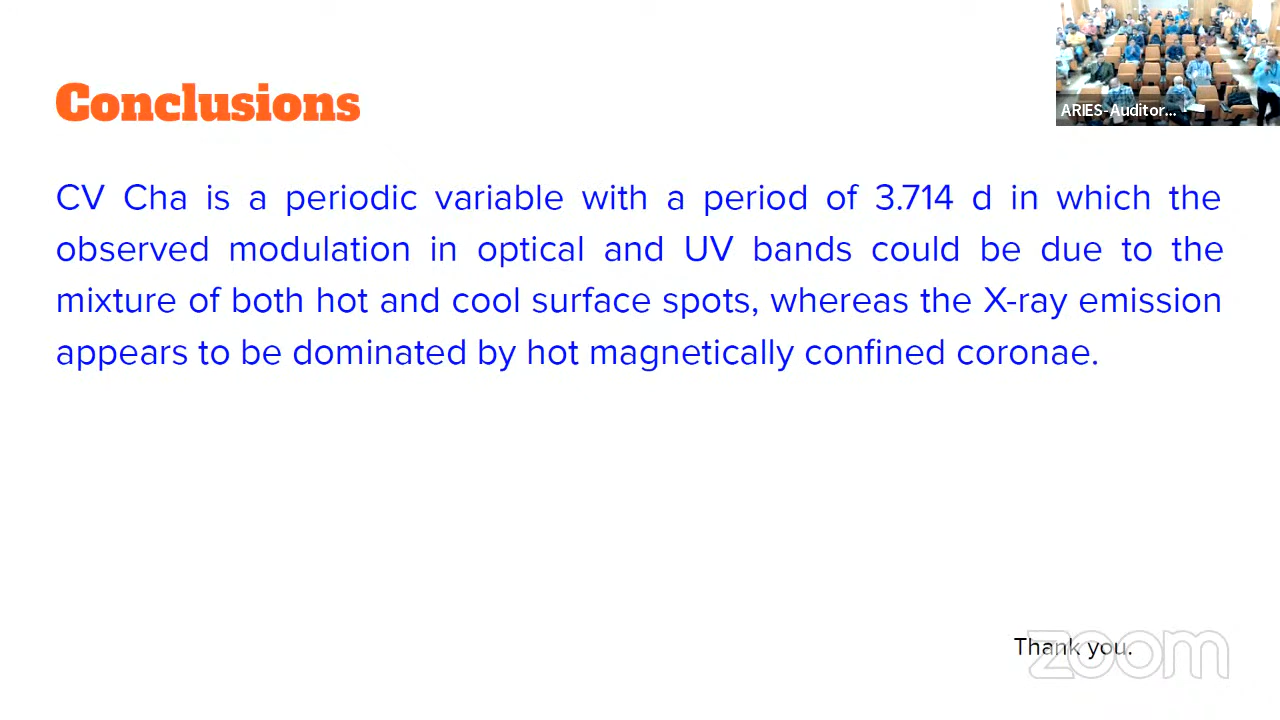 ARIES-Auditor...
Conclusions
CV Cha is a periodic variable with a period of 3.714 d in which the
observed modulation in optical and UV bands could be due to the
mixture of both hot and cool surface spots, whereas the X-ray emission
appears to be dominated by hot magnetically confined coronae.
Thank you.
zoom